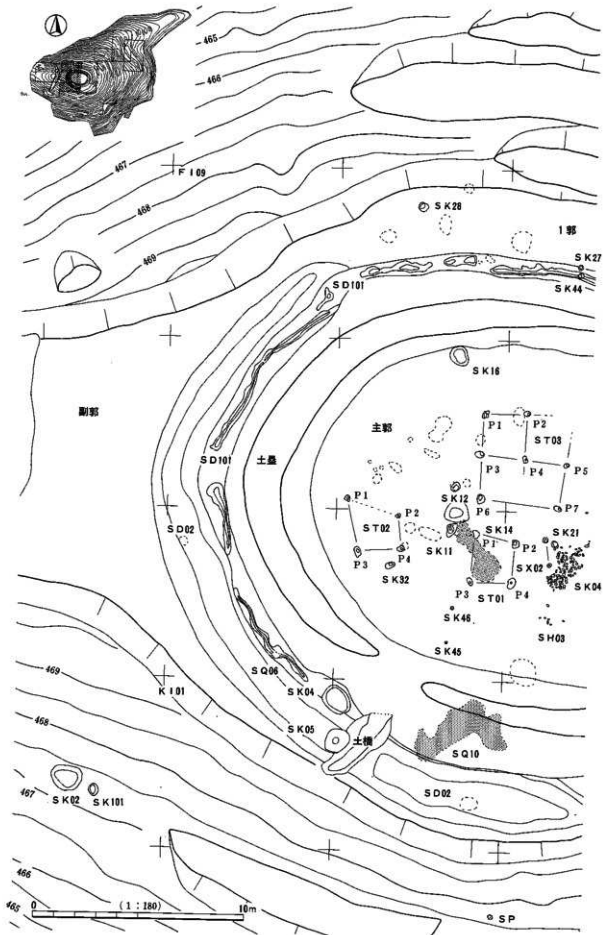 465
466
467
FI09
468
469
SK28
1郭
SK27
SK44
SD101
SK16
副郭
主郭
P1
P2
ST03
土塁
SD101
P3
P4
P5
P1
SK12
P6
P7
P2
SD02
ST02
SK14
SK21
P4
SK11
P1
P2
SX02
P3
SK32
SK04
P3
ST01
P4
SK46
SH03
SK45
469
SQ06
KI01
SK04
468
SK05
土橋
SQ10
467
SK02
SK101
SD02
466
465
0 (1:180) 10m
SP